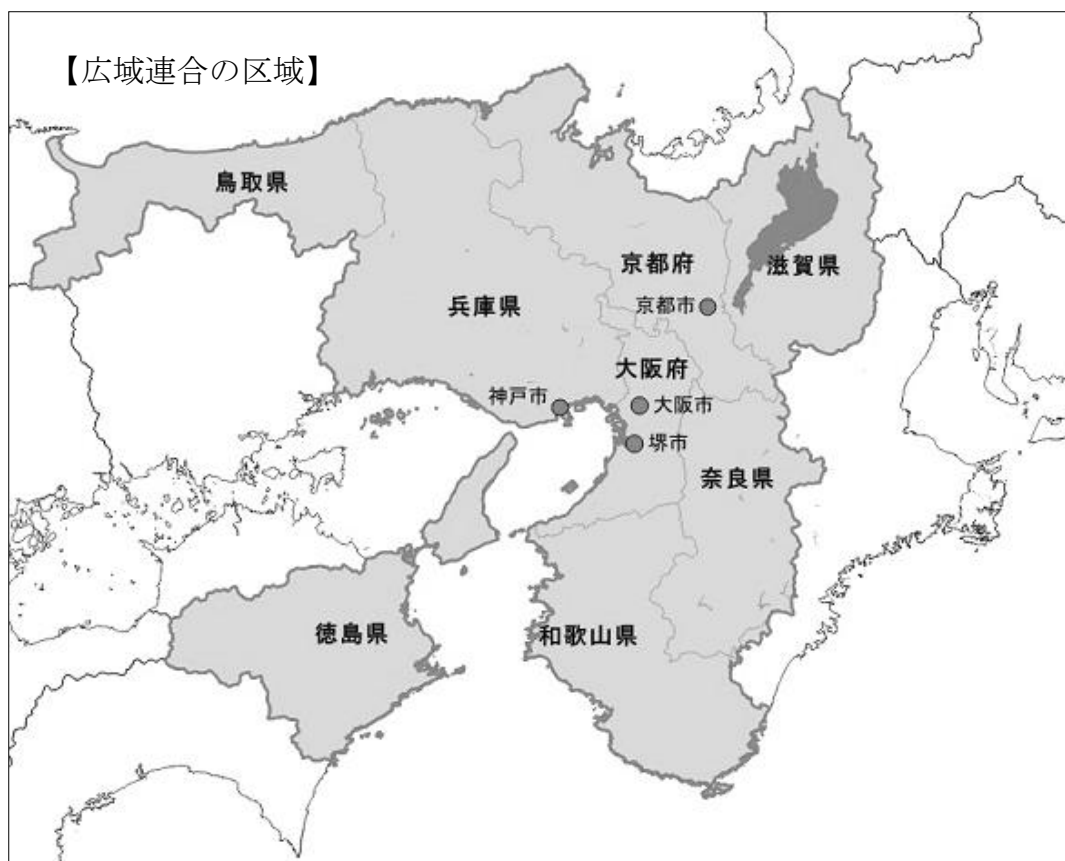 【広域連合の区域】
鳥取県
京都府
滋賀県
兵庫県
京都市
大阪府
神戸市
大阪市
堺市
奈良県
徳島県
和歌山県